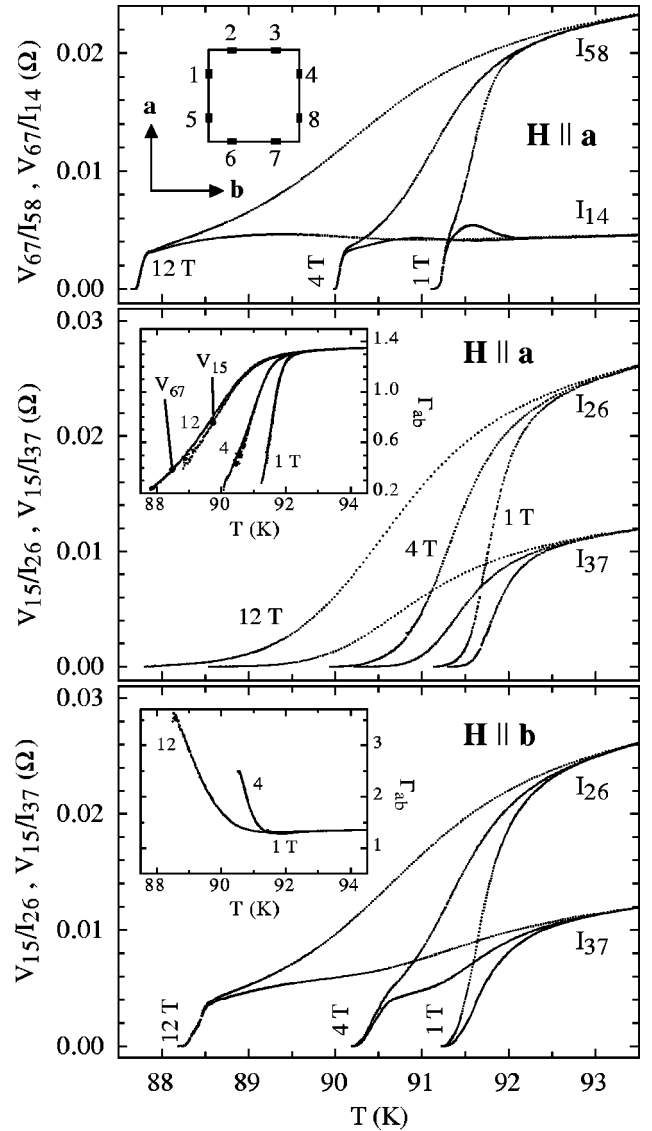 V67/I58 , V67/I14 (Ω)
0.02
0.01
0.00
2 3
1 4
5 8
6 7
a
b
H || a
I58
I14
12 T
4 T
1 T
V15/I26 , V15/I37 (Ω)
0.03
0.02
0.01
0.00
H || a
V67
V15
12
4
1 T
1.4
1.0
0.6
0.2
Γab
88 90 92 94
T (K)
I26
I37
12 T
4 T
1 T
V15/I26 , V15/I37 (Ω)
0.03
0.02
0.01
0.00
H || b
12
4
1 T
3
2
1
Γab
88 90 92 94
T (K)
I26
I37
12 T
4 T
1 T
88 89 90 91 92 93
T (K)